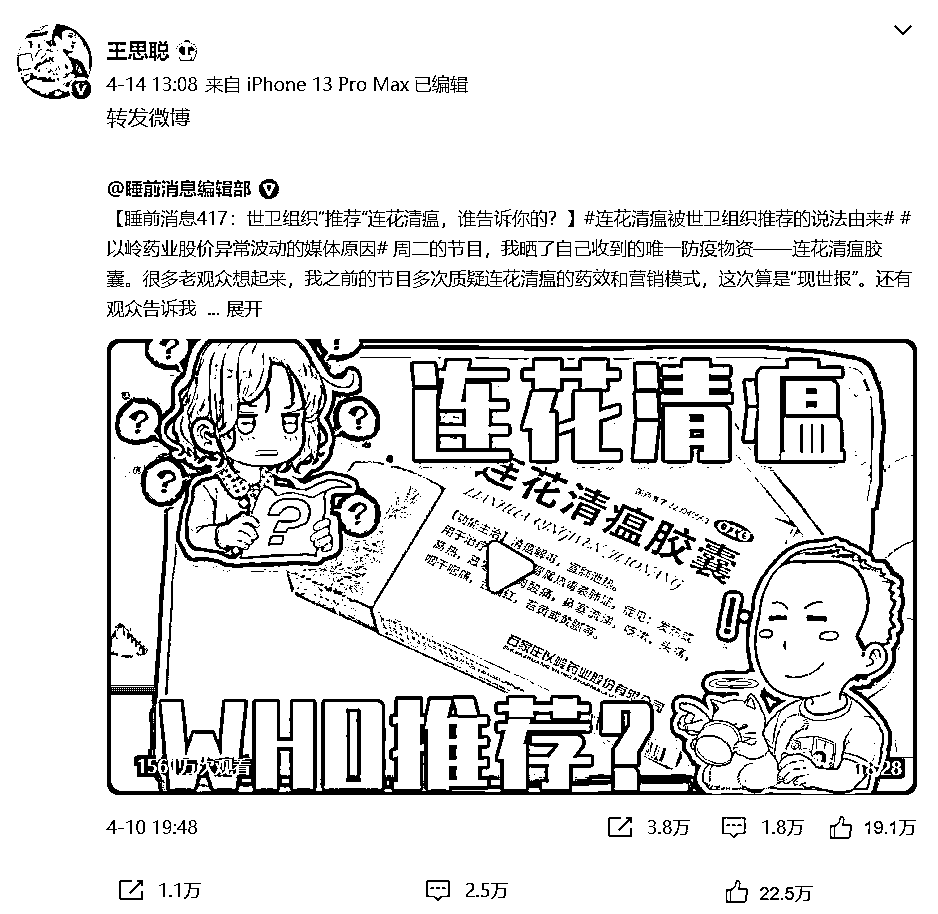 王思聪
4-14 13:08 来自 iPhone 13 Pro Max 已编辑
转发微博
@睡前消息编辑部
【睡前消息417：世卫组织“推荐”连花清瘟，谁告诉你的？】#连花清瘟被世卫组织推荐的说法由来# #
以岭药业股价异常波动的媒体原因# 周二的节目，我晒了自己收到的唯一防疫物资——连花清瘟胶
囊。很多老观众想起来，我之前的节目多次质疑连花清瘟的药效和营销模式，这次算是“现世报”。还有
观众告诉我 ... 展开
连花清瘟
连花清瘟胶囊
LIANHUA QINGWEN JIAONANG
【功能主治】清瘟解毒，宣肺泄热。
石家庄以岭药业股份有限公司
WHO推荐？
1561万次观看
4-10 19:48
3.8万
1.8万
19.1万
1.1万
2.5万
22.5万